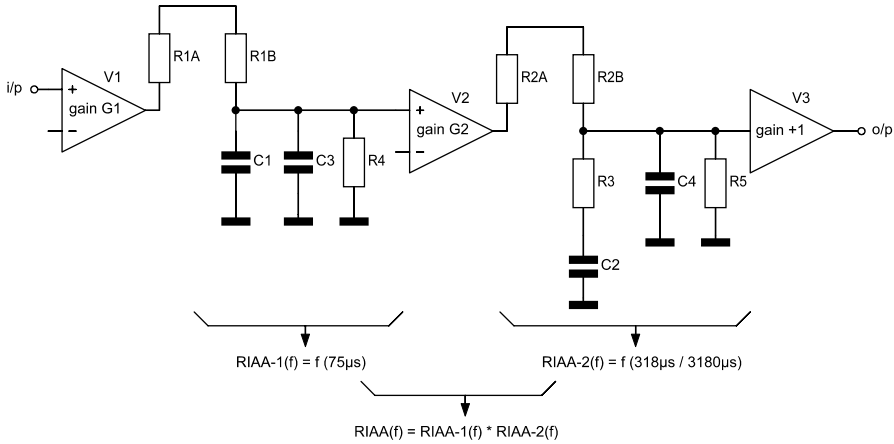 i/p
+
−
V1
gain G1
R1A
R1B
C1
C3
R4
+
−
V2
gain G2
R2A
R2B
R3
C2
C4
R5
V3
gain +1
o/p
RIAA-1(f) = f (75µs)
RIAA-2(f) = f (318µs / 3180µs)
RIAA(f) = RIAA-1(f) * RIAA-2(f)